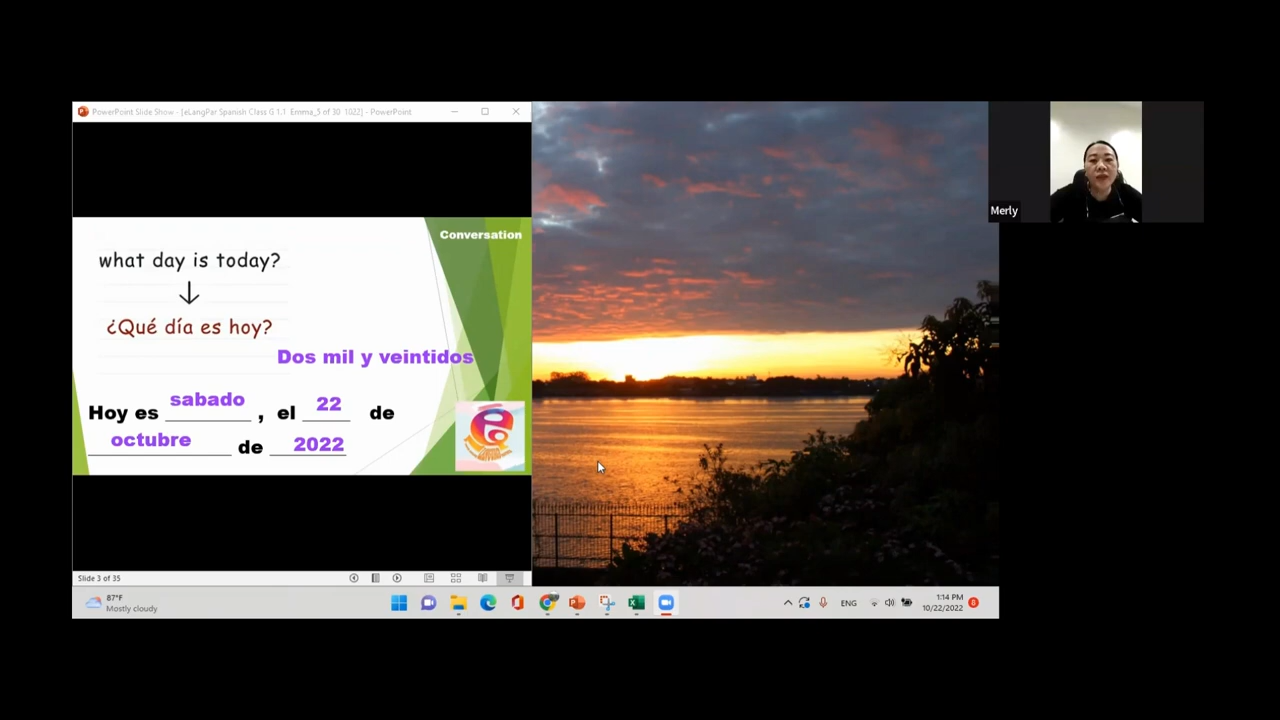 PowerPoint Slide Show - [eLangPar Spanish Class G 1.1 Emma_5 of 30 1022] - PowerPoint
Conversation
what day is today?
¿Qué día es hoy?
Dos mil y veintidos
Hoy es sabado , el 22 de
octubre de 2022
Slide 3 of 35
Merly
87°F
Mostly cloudy
ENG
1:14 PM
10/22/2022